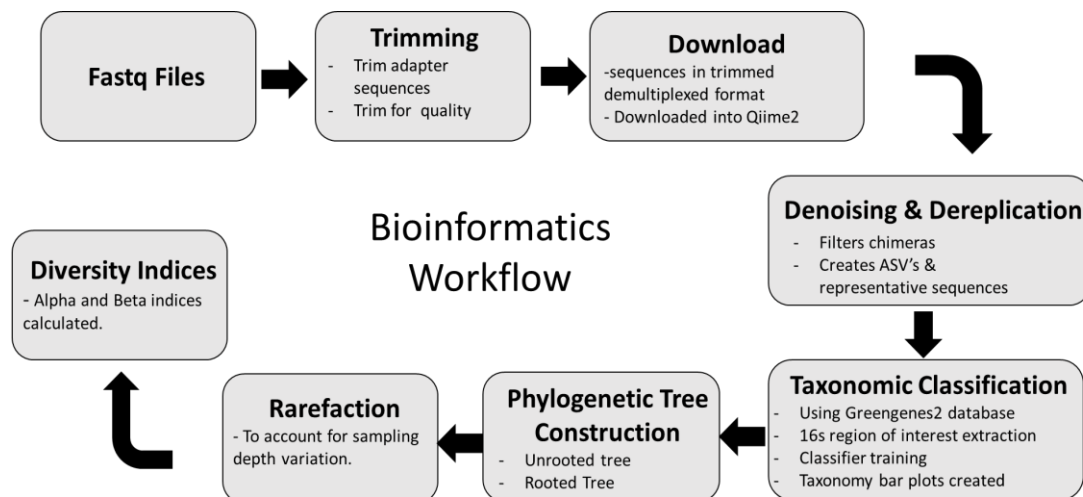 Fastq Files
Trimming
- Trim adapter
sequences
- Trim for quality
Download
-sequences in trimmed
demultiplexed format
- Downloaded into Qiime2
Denoising & Dereplication
- Filters chimeras
- Creates ASV's &
representative sequences
Bioinformatics
Workflow
Taxonomic Classification
- Using Greengenes2 database
- 16s region of interest extraction
- Classifier training
- Taxonomy bar plots created
Phylogenetic Tree
Construction
- Unrooted tree
- Rooted Tree
Rarefaction
- To account for sampling
depth variation.
Diversity Indices
- Alpha and Beta indices
calculated.